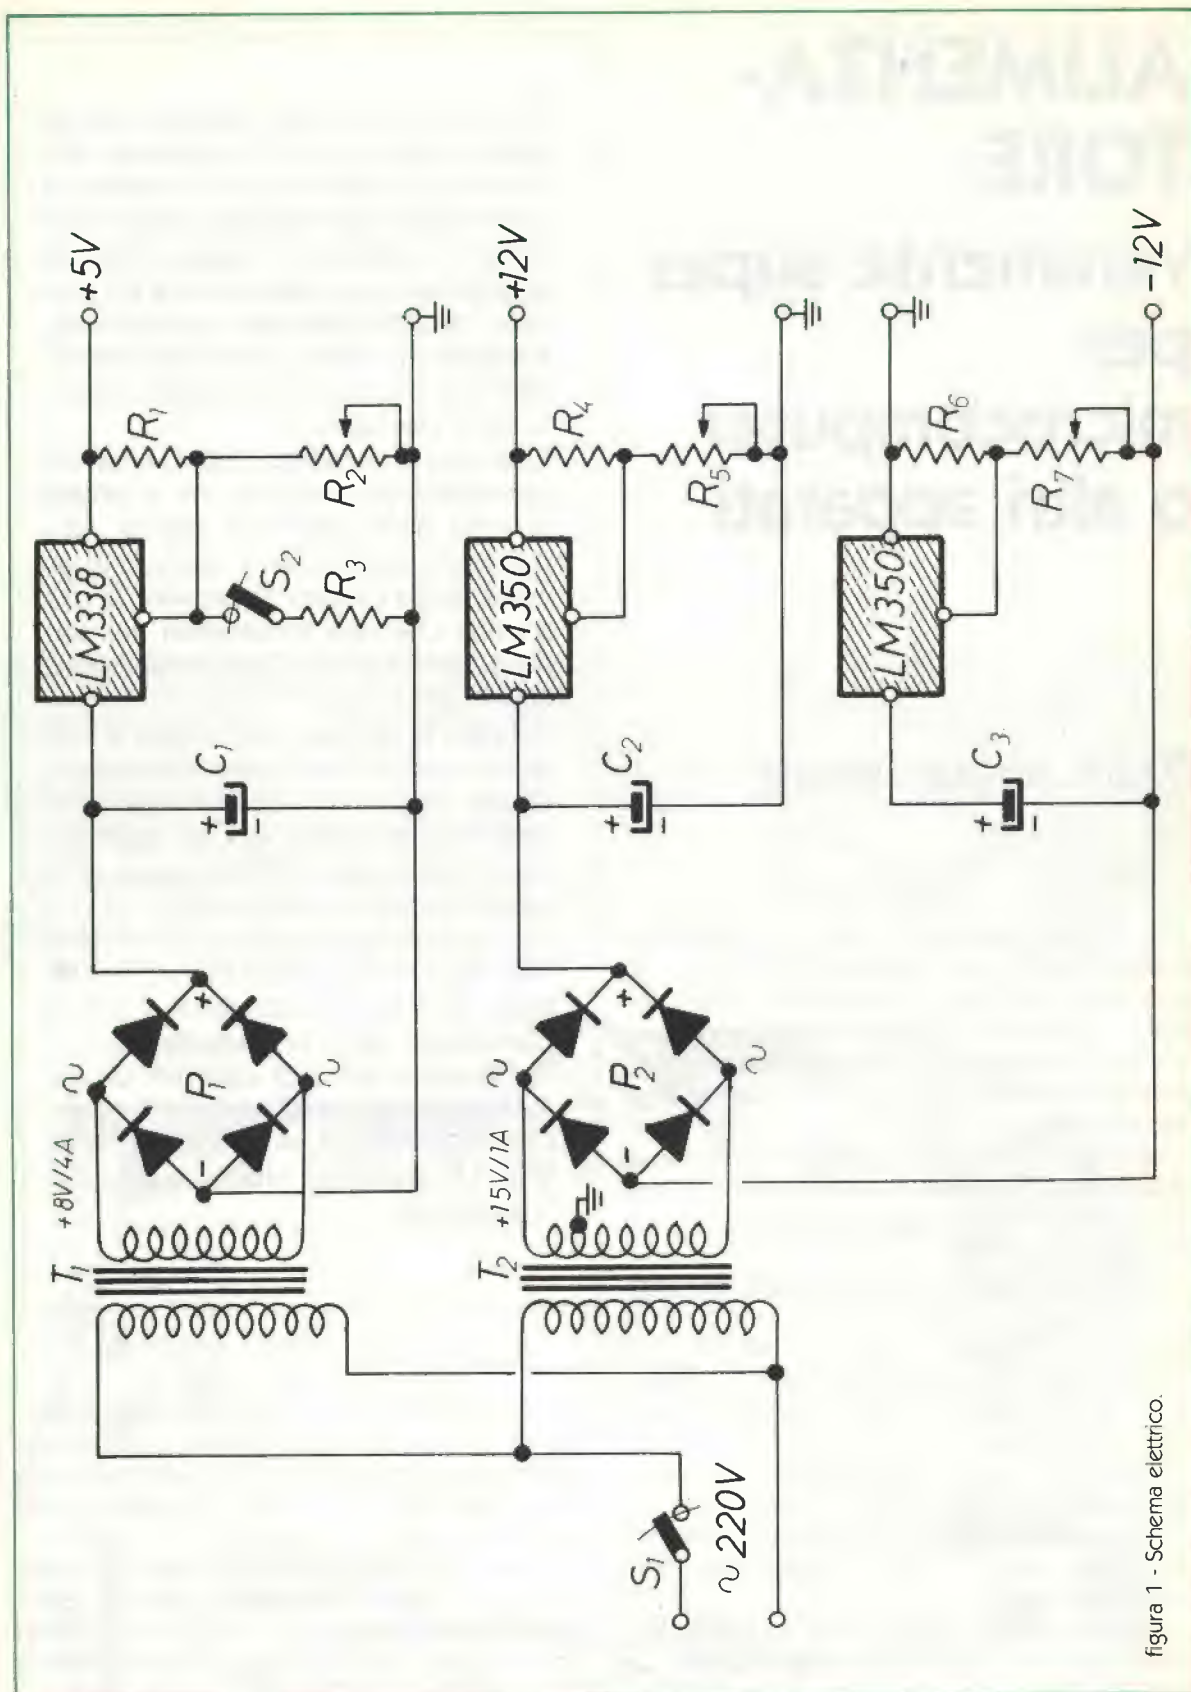 T1
+8V/4A
~
P1
+
-
~
C1
+
-
LM338
S2
R3
R1
R2
+5V
T2
+15V/1A
~
P2
+
-
~
C2
+
-
LM350
R4
R5
+12V
C3
+
-
LM350
R6
R7
-12V
S1
~ 220V
figura 1 - Schema elettrico.